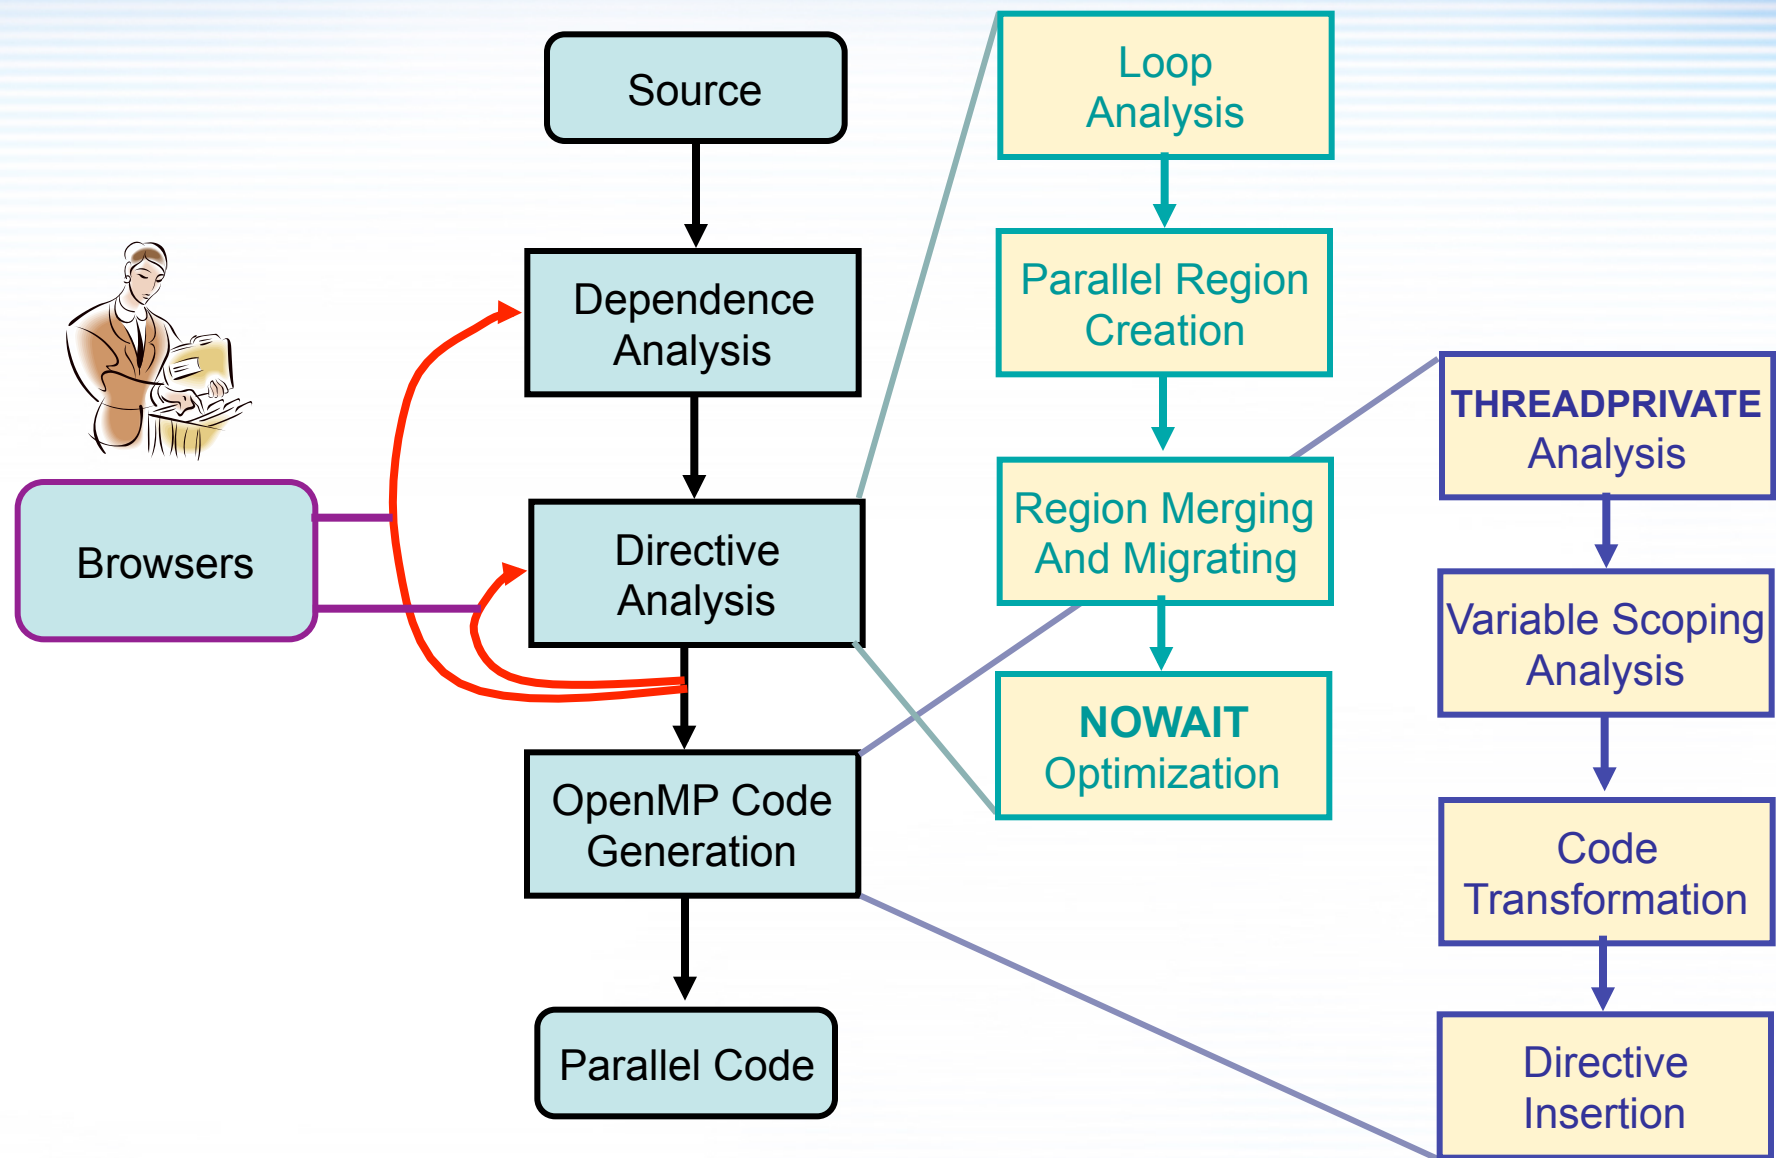 Source
Dependence
Analysis
Browsers
Directive
Analysis
OpenMP Code
Generation
Parallel Code
Loop
Analysis
Parallel Region
Creation
Region Merging
And Migrating
NOWAIT
Optimization
THREADPRIVATE
Analysis
Variable Scoping
Analysis
Code
Transformation
Directive
Insertion